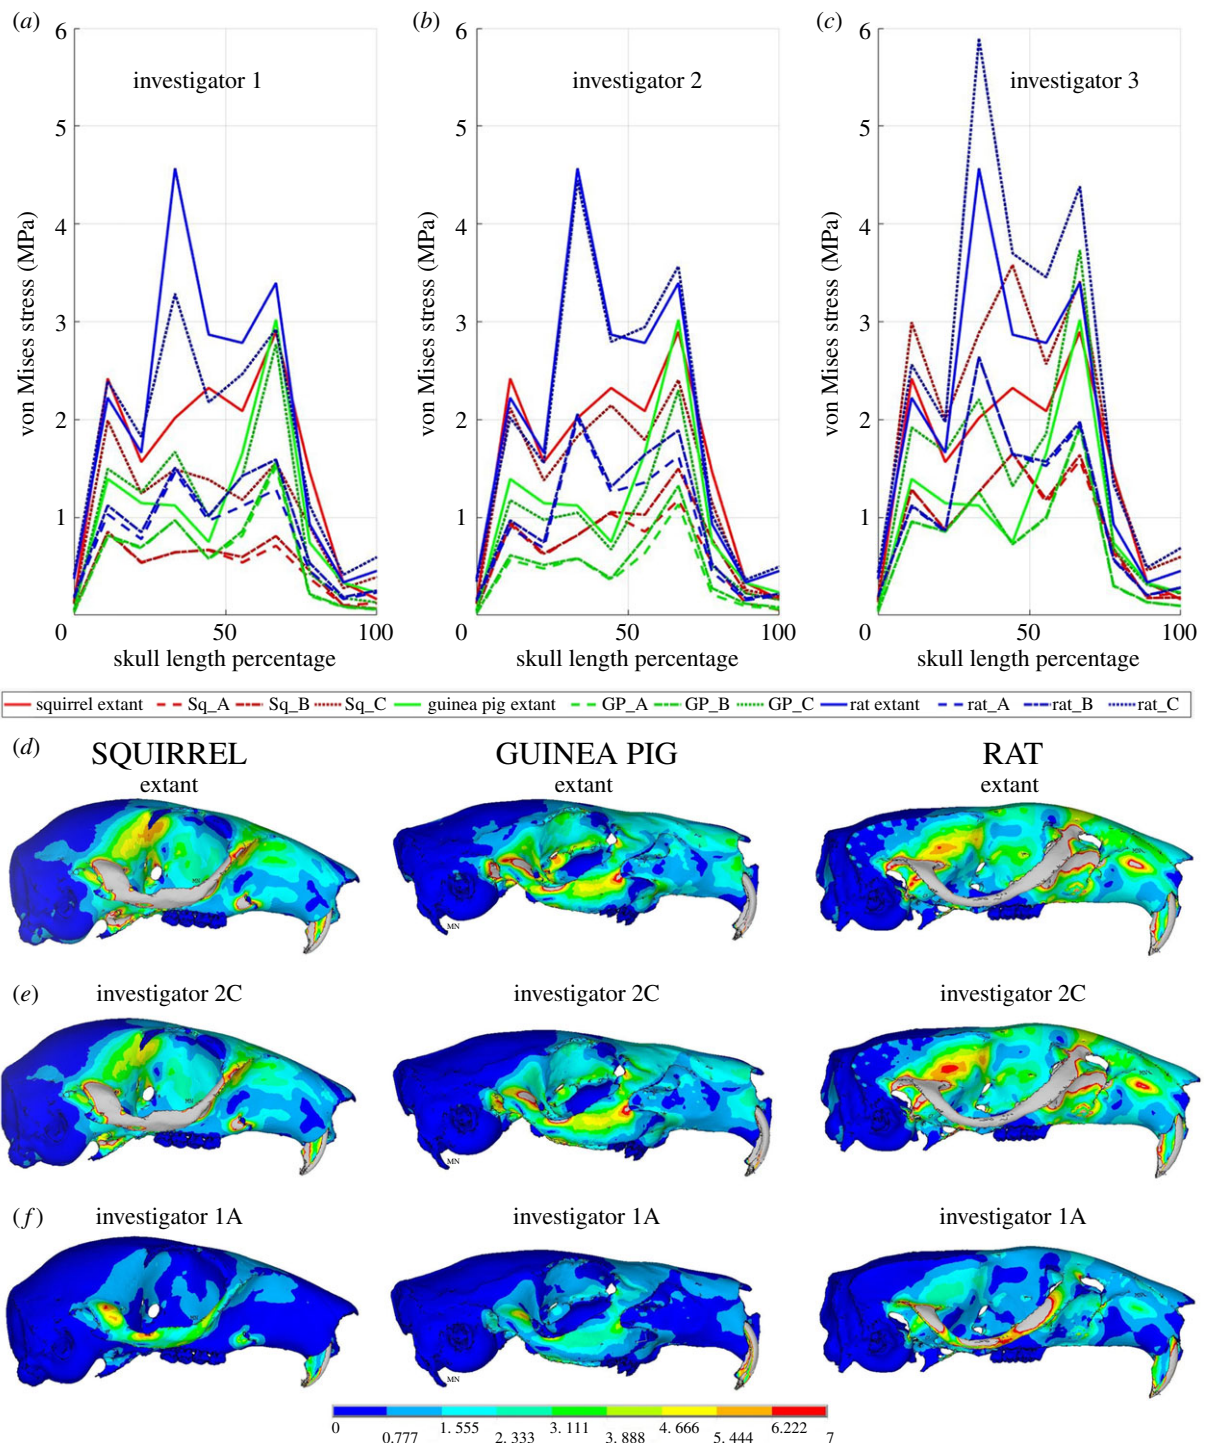 (a) (b) (c)
investigator 1 investigator 2 investigator 3
von Mises stress (MPa) von Mises stress (MPa) von Mises stress (MPa)
6 6 6
5 5 5
4 4 4
3 3 3
2 2 2
1 1 1
0 50 100 0 50 100 0 50 100
skull length percentage skull length percentage skull length percentage
squirrel extant Sq_A Sq_B Sq_C guinea pig extant GP_A GP_B GP_C rat extant rat_A rat_B rat_C
(d) SQUIRREL GUINEA PIG RAT
extant extant extant
MN
(e) investigator 2C investigator 2C investigator 2C
MN
(f) investigator 1A investigator 1A investigator 1A
MN
0 1. 555 3. 111 4. 666 6.222
0.777 2. 333 3. 888 5. 444 7